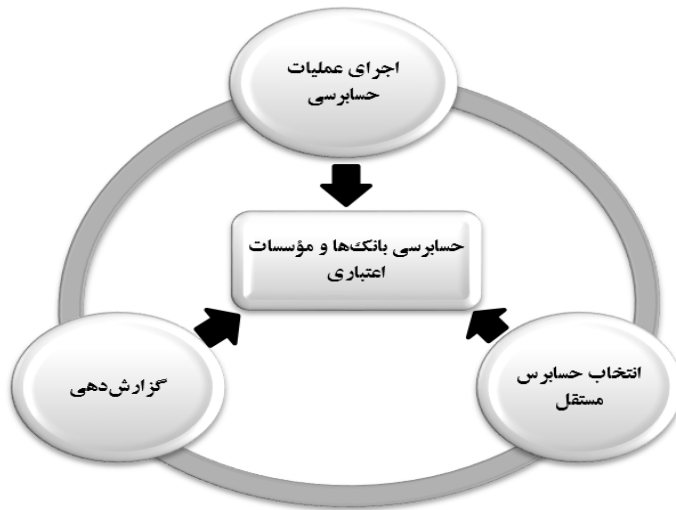 اجرای عملیات
حسابرسی
حسابرسی بانک‌ها و مؤسسات
اعتباری
انتخاب حسابرس
مستقل
گزارش‌دهی